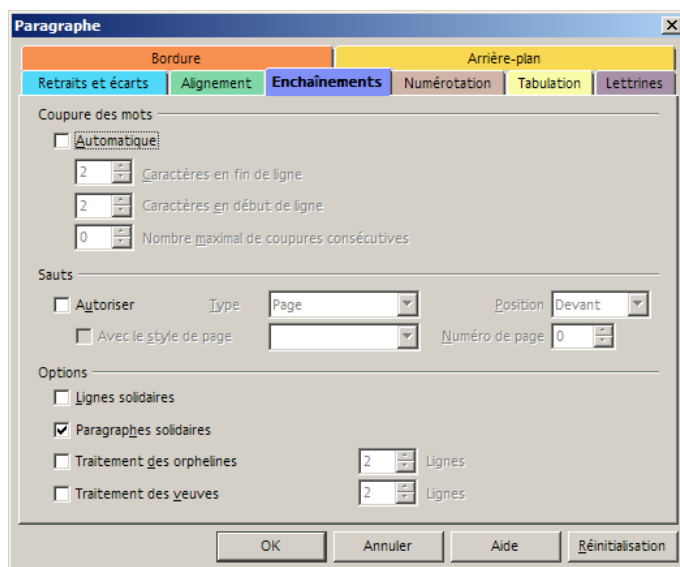 Paragraphe
Bordure Arrière-plan
Retraits et écarts Alignement Enchaînements Numérotation Tabulation Lettrines
Coupure des mots
Automatique
2 Caractères en fin de ligne
2 Caractères en début de ligne
0 Nombre maximal de coupures consécutives
Sauts
Autoriser Type Page Position Devant
Avec le style de page Numéro de page 0
Options
Lignes solidaires
Paragraphes solidaires
Traitement des orphelines 2 Lignes
Traitement des veuves 2 Lignes
OK Annuler Aide Réinitialisation